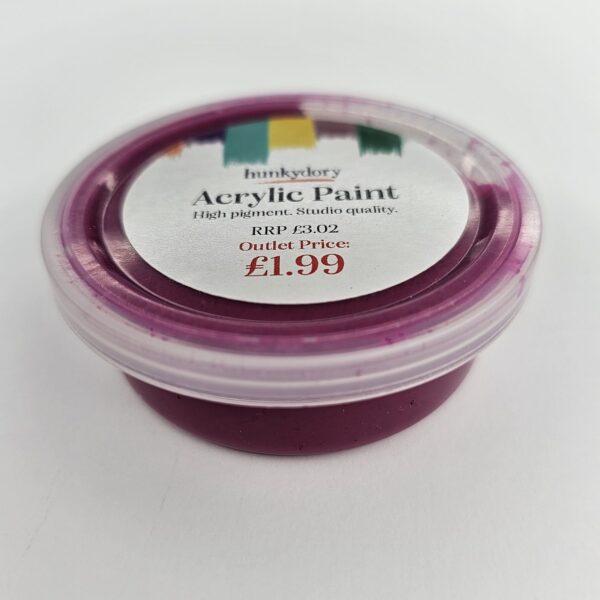 hunkydory
Acrylic Paint
High pigment. Studio quality.
RRP £3.02
Outlet Price:
£1.99